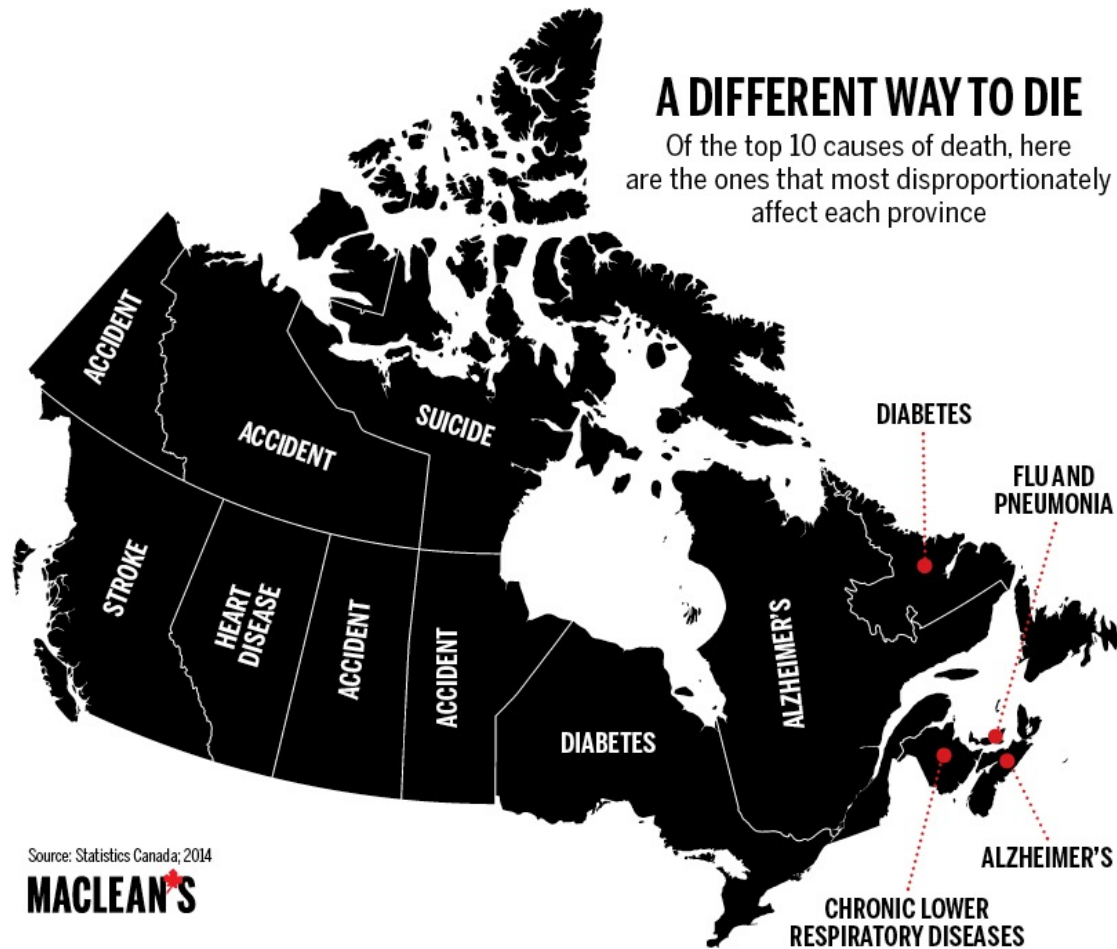 A DIFFERENT WAY TO DIE
Of the top 10 causes of death, here
are the ones that most disproportionately
affect each province
ACCIDENT
ACCIDENT
SUICIDE
DIABETES
FLU AND
PNEUMONIA
STROKE
HEART
DISEASE
ACCIDENT
ACCIDENT
DIABETES
ALZHEIMER'S
ALZHEIMER'S
CHRONIC LOWER
RESPIRATORY DISEASES
Source: Statistics Canada; 2014
MACLEAN'S